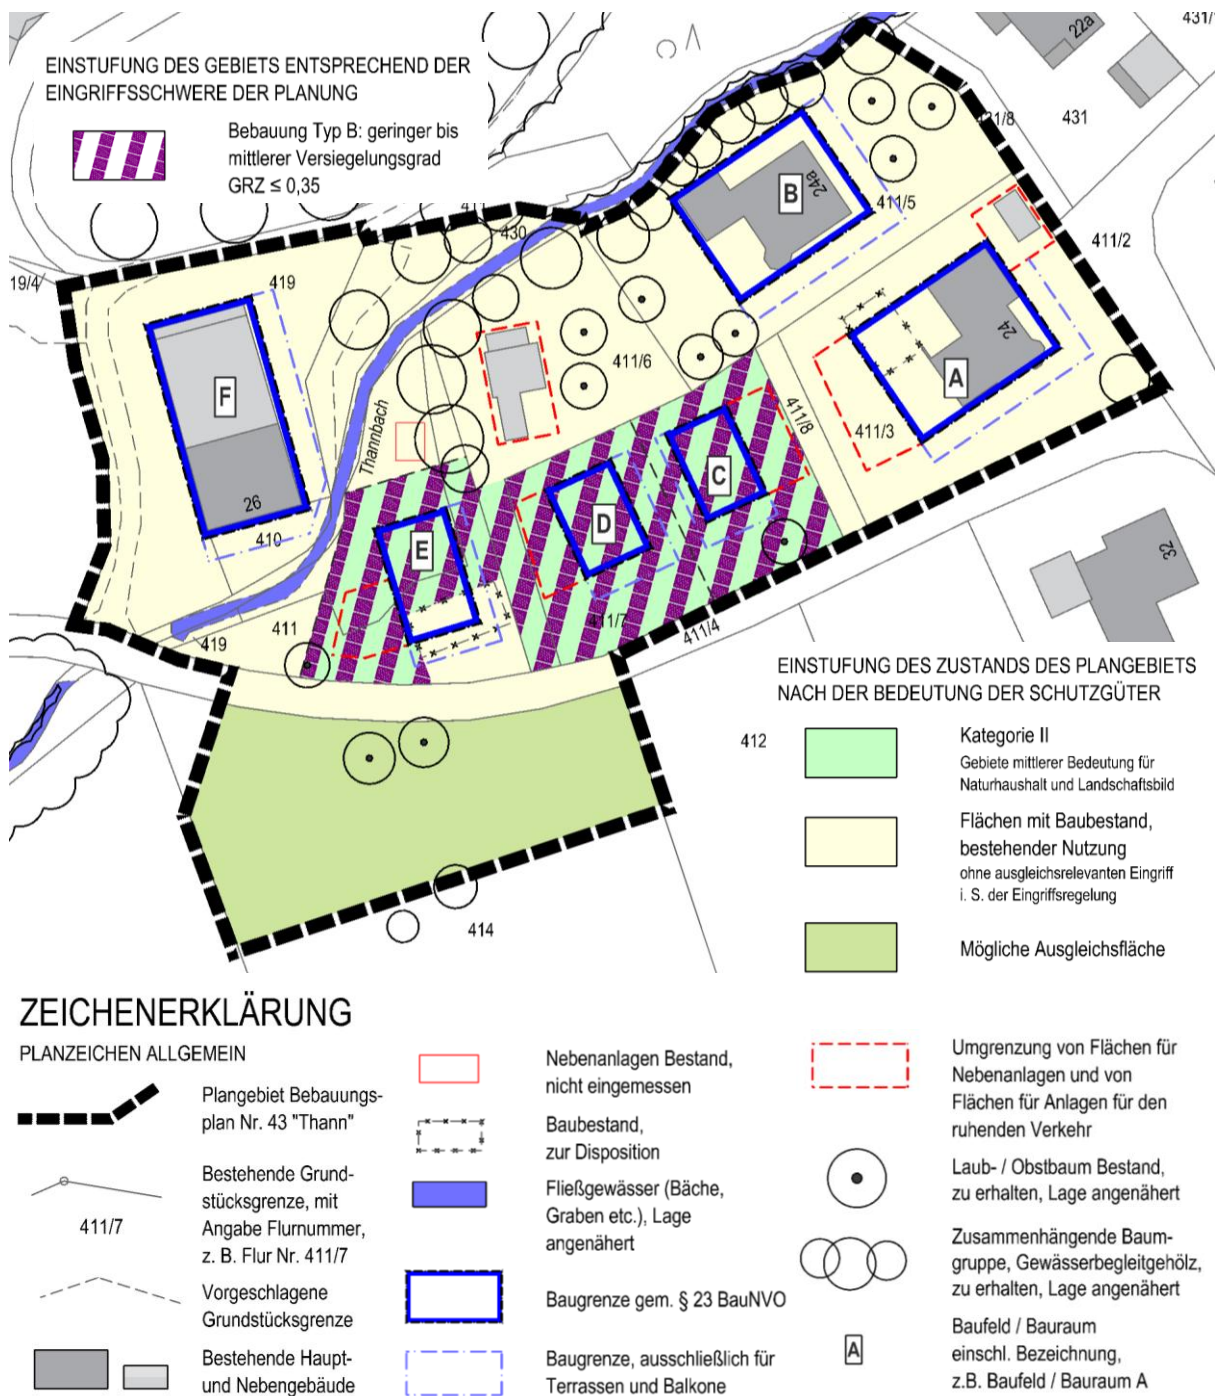 EINSTUFUNG DES GEBIETS ENTSPRECHEND DER
EINGRIFFSSCHWERE DER PLANUNG
Bebauung Typ B: geringer bis
mittlerer Versiegelungsgrad
GRZ ≤ 0,35
22a
431
411/2
411/5
24a
B
430
419
19/4
F
26
410
Thannbach
411/6
411/8
411/3
24
A
C
D
E
411/7
411/4
411
419
32
412
414
EINSTUFUNG DES ZUSTANDS DES PLANGEBIETS
NACH DER BEDEUTUNG DER SCHUTZGÜTER
Kategorie II
Gebiete mittlerer Bedeutung für
Naturhaushalt und Landschaftsbild
Flächen mit Baubestand,
bestehender Nutzung
ohne ausgleichsrelevanten Eingriff
i. S. der Eingriffsregelung
Mögliche Ausgleichsfläche
ZEICHENERKLÄRUNG
PLANZEICHEN ALLGEMEIN
Plangebiet Bebauungs-
plan Nr. 43 "Thann"
Bestehende Grund-
stücksgrenze, mit
Angabe Flurnummer,
z. B. Flur Nr. 411/7
411/7
Vorgeschlagene
Grundstücksgrenze
Bestehende Haupt-
und Nebengebäude
Nebenanlagen Bestand,
nicht eingemessen
Baubestand,
zur Disposition
Fließgewässer (Bäche,
Graben etc.), Lage
angenähert
Baugrenze gem. § 23 BauNVO
Baugrenze, ausschließlich für
Terrassen und Balkone
Umgrenzung von Flächen für
Nebenanlagen und von
Flächen für Anlagen für den
ruhenden Verkehr
Laub- / Obstbaum Bestand,
zu erhalten, Lage angenähert
Zusammenhängende Baum-
gruppe, Gewässerbegleitgehölz,
zu erhalten, Lage angenähert
A
Baufeld / Bauraum
einschl. Bezeichnung,
z.B. Baufeld / Bauraum A